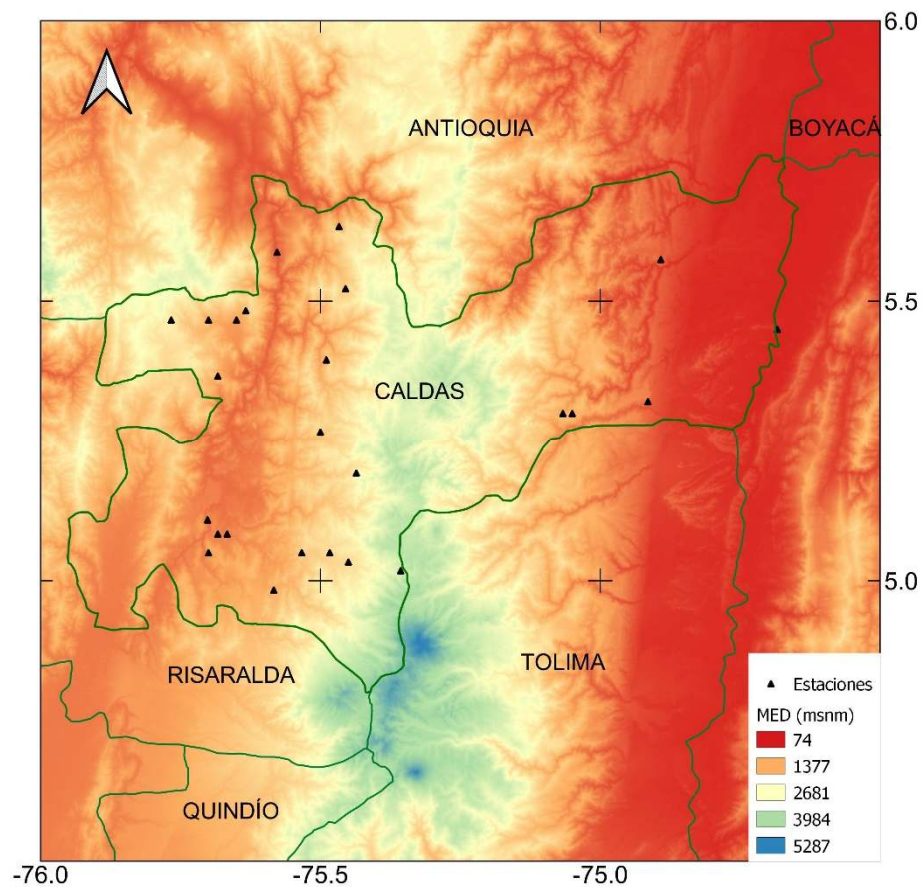 6.0
ANTIOQUIA
BOYACÁ
5.5
CALDAS
5.0
TOLIMA
RISARALDA
Estaciones
MED (msnm)
74
1377
2681
3984
5287
QUINDÍO
-76.0
-75.5
-75.0